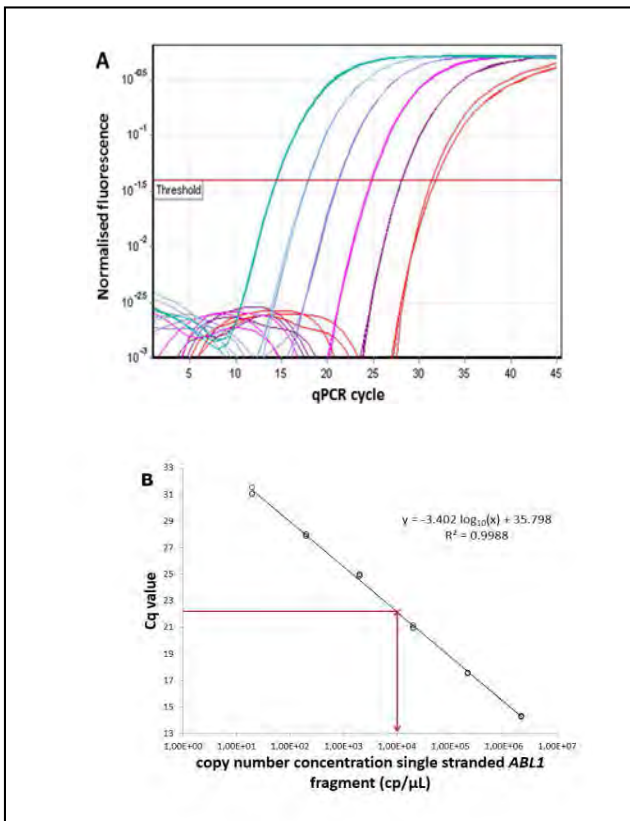 A
Normalised fluorescence
10-0.5
10-1
10-1.5
10-2
10-2.5
10-3
Threshold
5 10 15 20 25 30 35 40 45
qPCR cycle
B
Cq value
33
31
29
27
25
23
21
19
17
15
13
y = -3.402 log10(x) + 35.798
R² = 0.9988
1,00E+00 1,00E+01 1,00E+02 1,00E+03 1,00E+04 1,00E+05 1,00E+06 1,00E+07
copy number concentration single stranded ABL1
fragment (cp/µL)